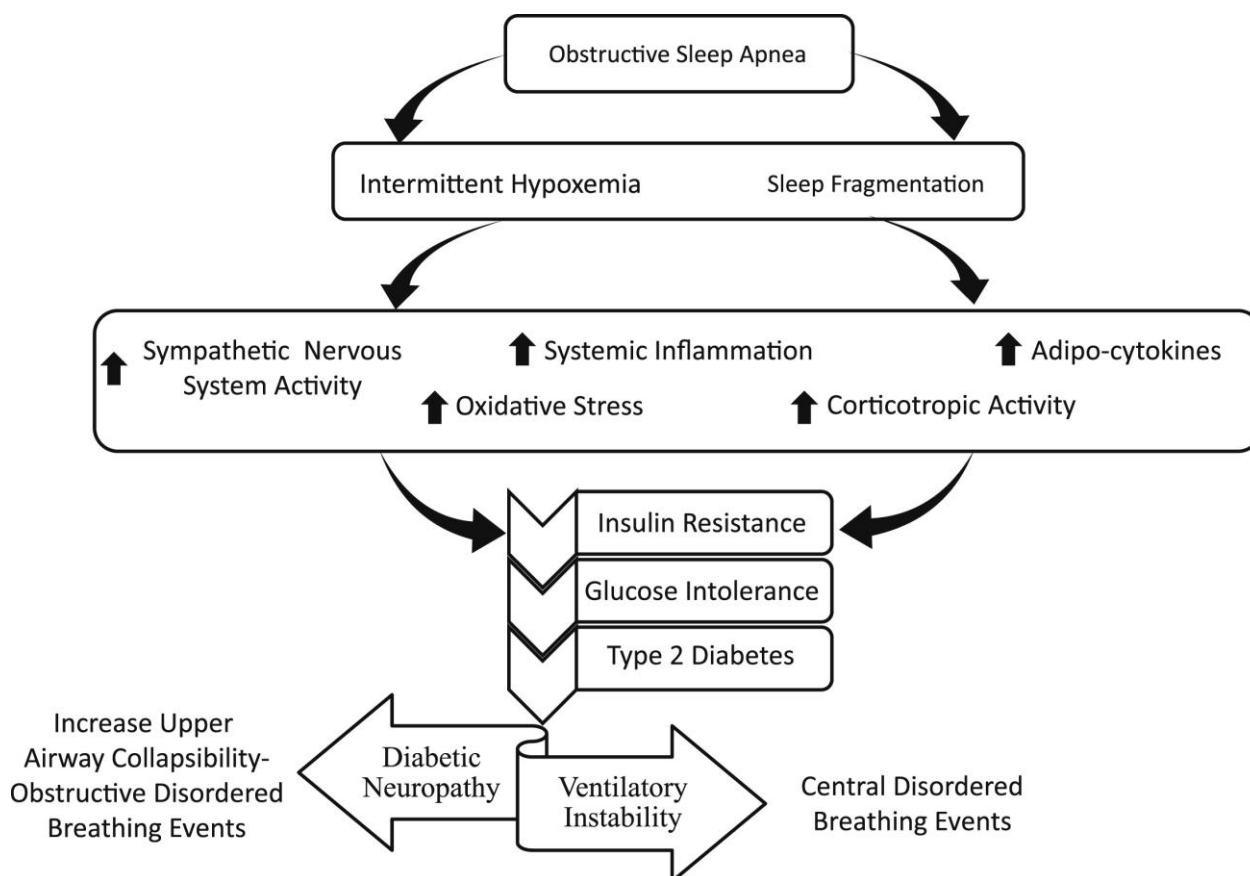 Obstructive Sleep Apnea
Intermittent Hypoxemia
Sleep Fragmentation
Sympathetic Nervous
System Activity
Systemic Inflammation
Adipo-cytokines
Oxidative Stress
Corticotropic Activity
Insulin Resistance
Glucose Intolerance
Type 2 Diabetes
Increase Upper
Airway Collapsibility-
Obstructive Disordered
Breathing Events
Diabetic
Neuropathy
Ventilatory
Instability
Central Disordered
Breathing Events